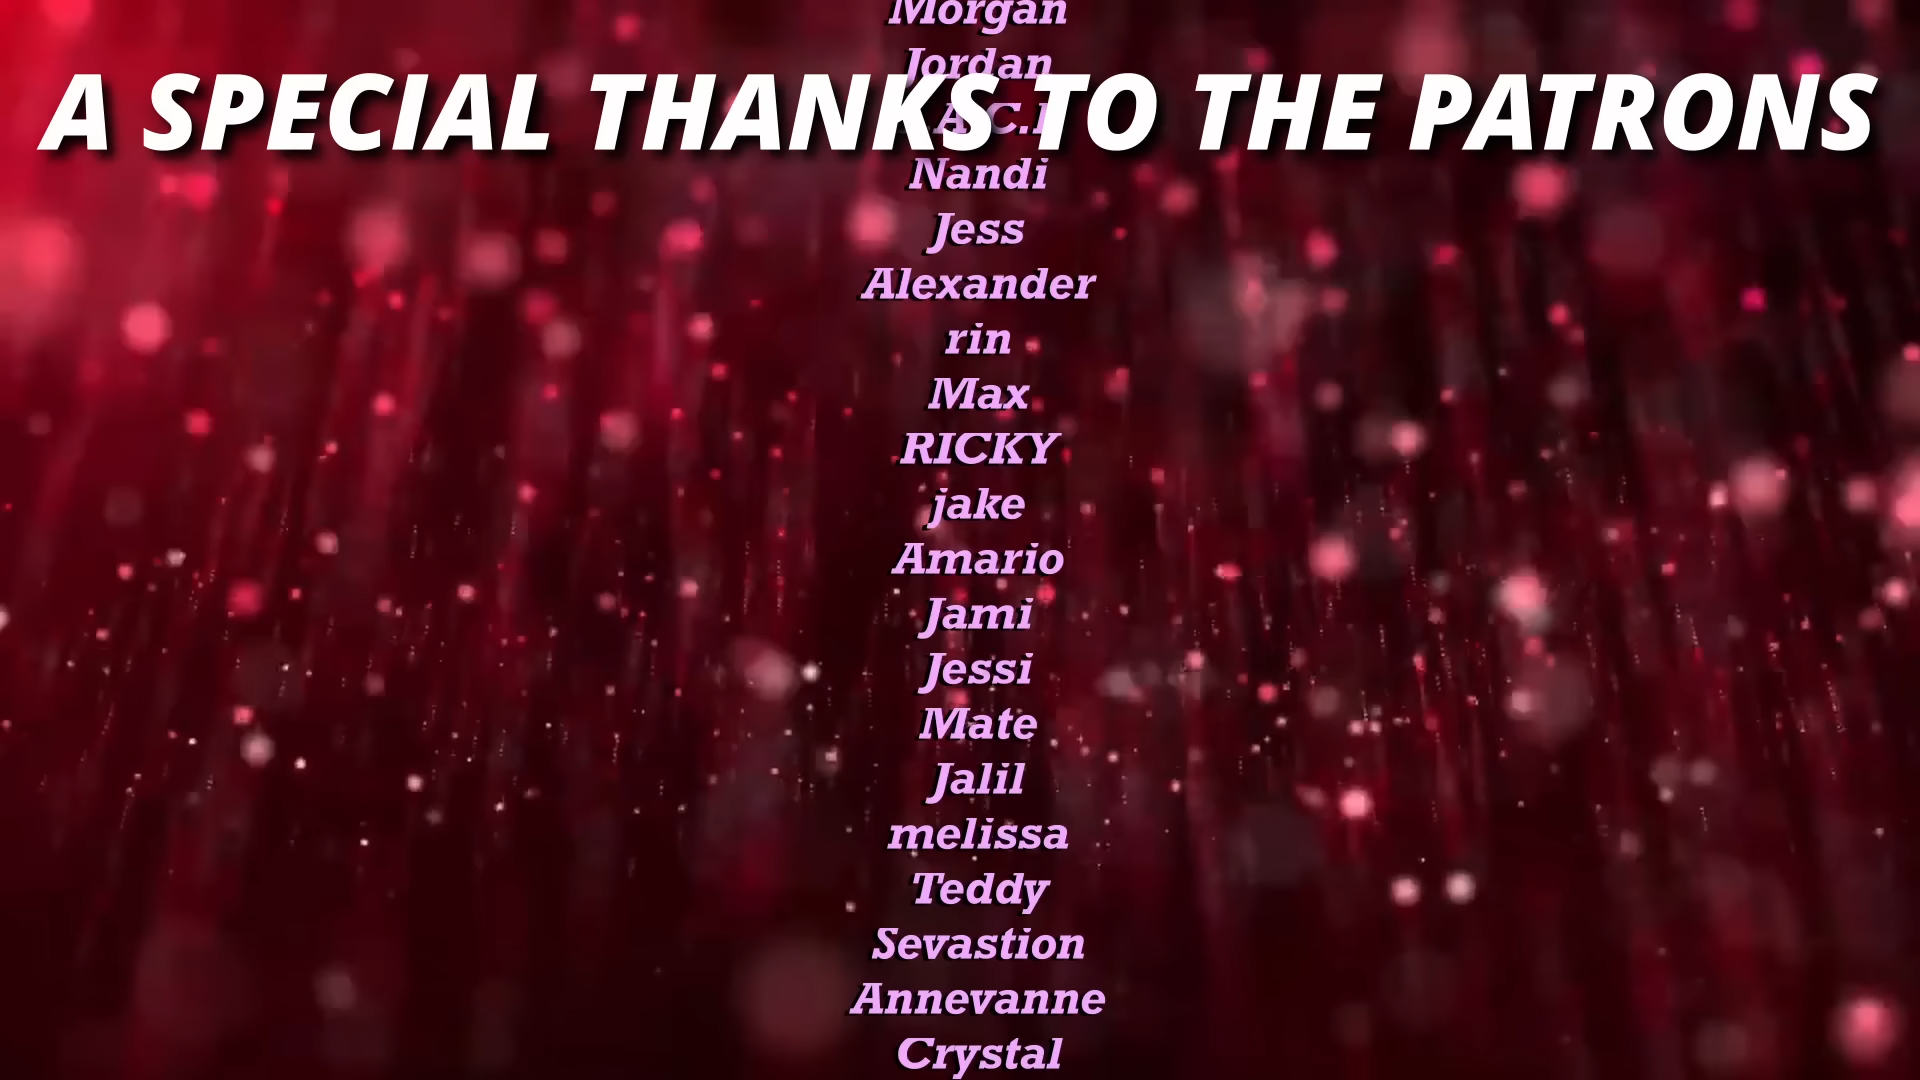 Morgan
Jordan
A SPECIAL THANKS TO THE PATRONS
Nandi
Jess
Alexander
rin
Max
RICKY
jake
Amario
Jami
Jessi
Mate
Jalil
melissa
Teddy
Sevastion
Annevanne
Crystal